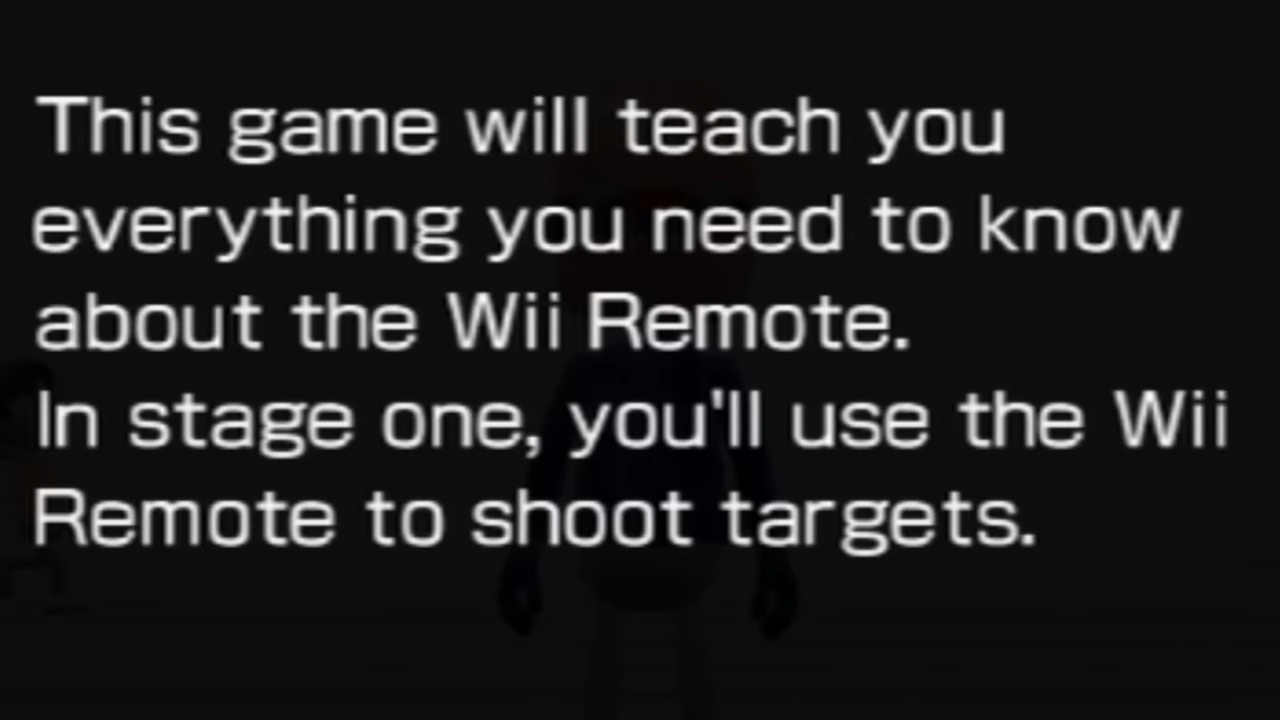 This game will teach you
everything you need to know
about the Wii Remote.
In stage one, you'll use the Wii
Remote to shoot targets.